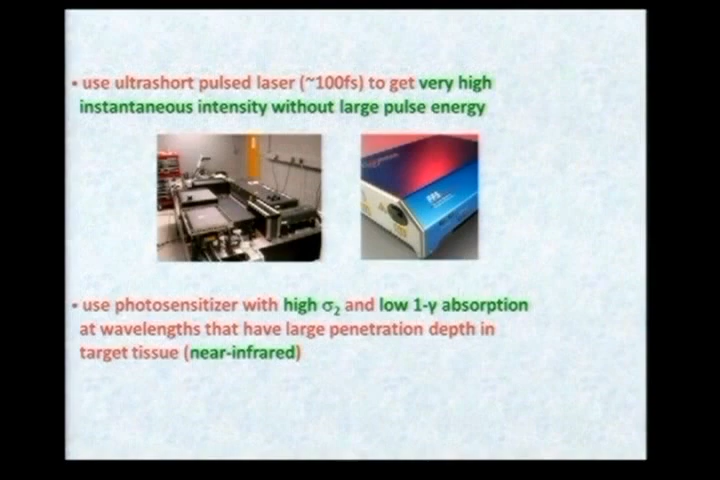 • use ultrashort pulsed laser (~100fs) to get very high
instantaneous intensity without large pulse energy
• use photosensitizer with high σ₂ and low 1-γ absorption
at wavelengths that have large penetration depth in
target tissue (near-infrared)